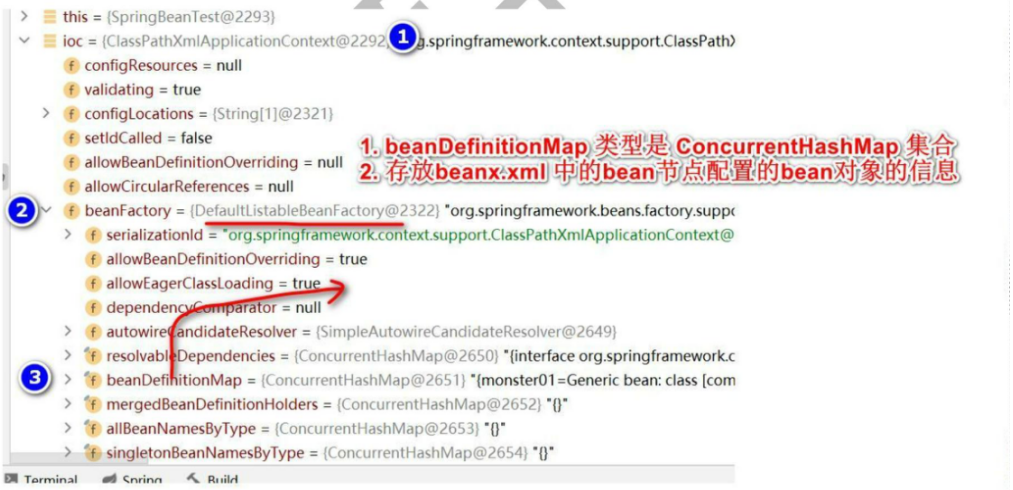 this = {SpringBeanTest@2293}
ioc = {ClassPathXmlApplicationContext@2292} 1 g.springframework.context.support.ClassPathX
configResources = null
validating = true
configLocations = {String[1]@2321}
setIdCalled = false
1. beanDefinitionMap 类型是 ConcurrentHashMap 集合
allowBeanDefinitionOverriding = null
2. 存放beanx.xml 中的bean节点配置的bean对象的信息
allowCircularReferences = null
2 beanFactory = {DefaultListableBeanFactory@2322} "org.springframework.beans.factory.suppo
serializationId = "org.springframework.context.support.ClassPathXmlApplicationContext@
allowBeanDefinitionOverriding = true
allowEagerClassLoading = true
dependencyComparator = null
autowireCandidateResolver = {SimpleAutowireCandidateResolver@2649}
resolvableDependencies = {ConcurrentHashMap@2650} "{interface org.springframework.c
3 beanDefinitionMap = {ConcurrentHashMap@2651} "{monster01=Generic bean: class [com
mergedBeanDefinitionHolders = {ConcurrentHashMap@2652} "{}"
allBeanNamesByType = {ConcurrentHashMap@2653} "{}"
singletonBeanNamesByType = {ConcurrentHashMap@2654} "{}"
Terminal Spring Build